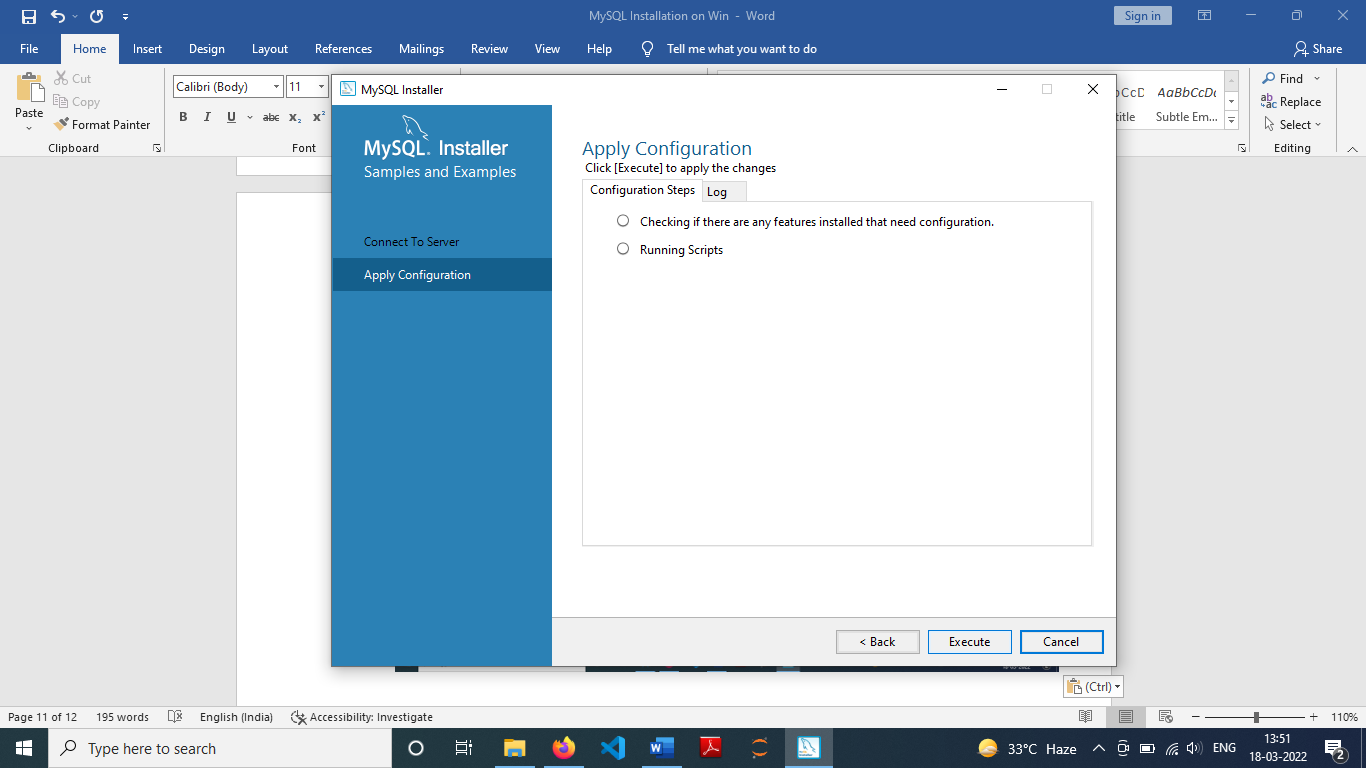 MySQL Installation on Win - Word
Sign in
File Home Insert Design Layout References Mailings Review View Help Tell me what you want to do Share
Paste
Cut
Copy
Format Painter
Clipboard
Calibri (Body) 11
B I U abc x₂ x²
Font
AaBbCcDc
Subtle Em...
Find
Replace
Select
Editing
MySQL Installer
MySQL. Installer
Samples and Examples
Connect To Server
Apply Configuration
Apply Configuration
Click [Execute] to apply the changes
Configuration Steps Log
Checking if there are any features installed that need configuration.
Running Scripts
< Back Execute Cancel
(Ctrl)
Page 11 of 12 195 words English (India) Accessibility: Investigate 110%
Type here to search
33°C Haze ENG
13:51
18-03-2022
2